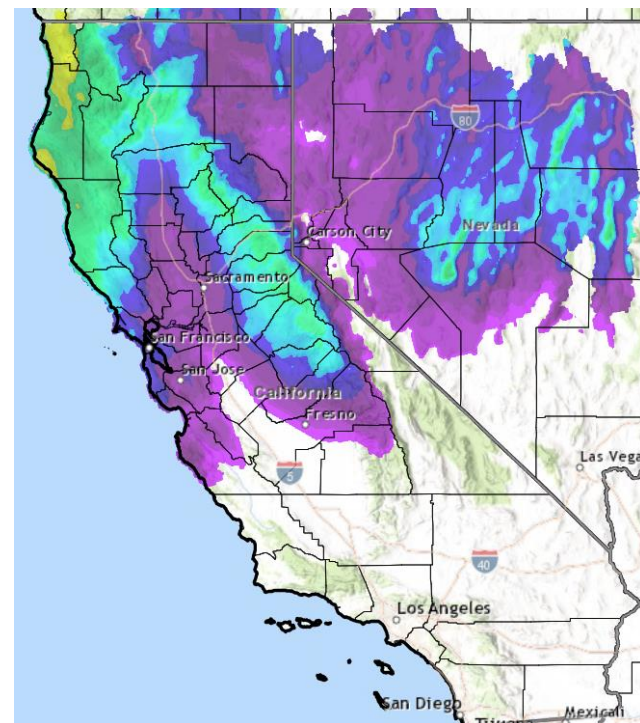 80
Nevada
Carson City
Sacramento
San Francisco
San Jose
California
Fresno
5
Las Vega
40
Los Angeles
San Diego
Mexicali